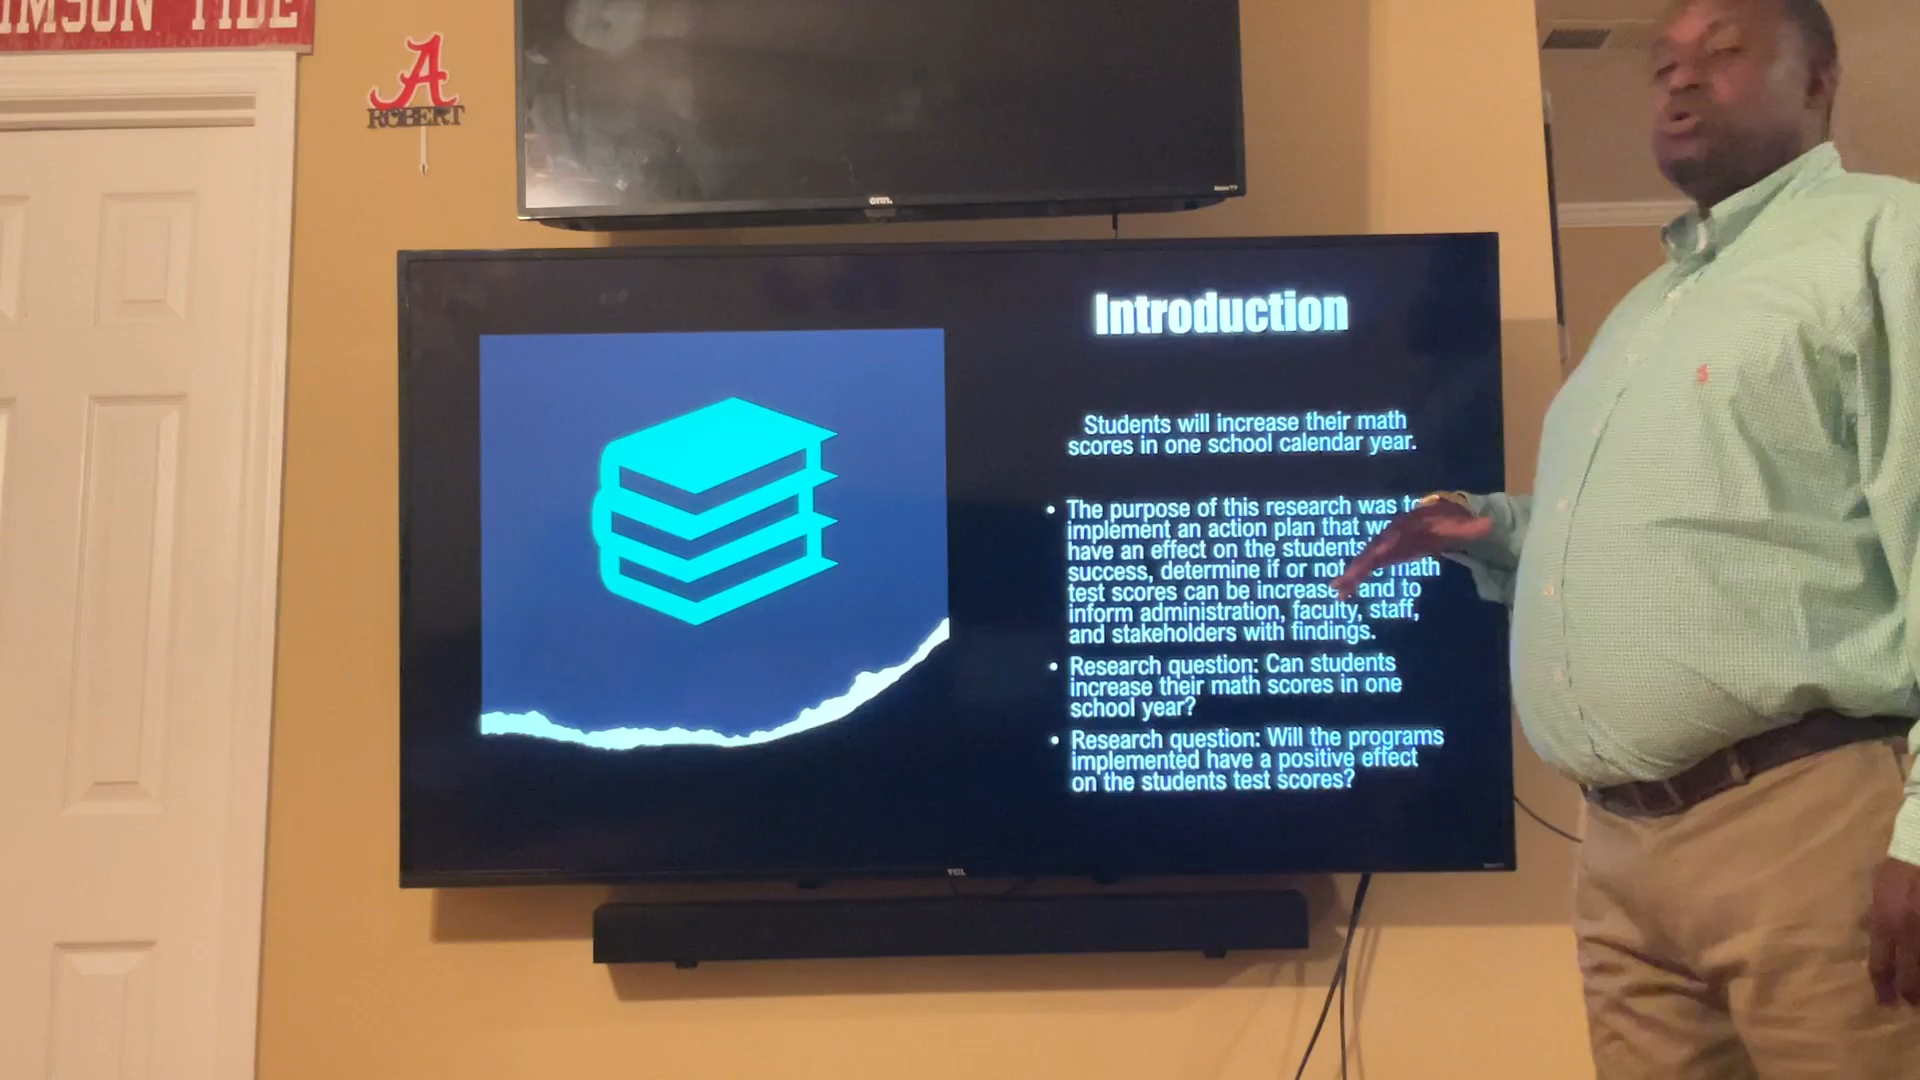 TIDE
A
ROBERT
onn.
Introduction
Students will increase their math
scores in one school calendar year.
• The purpose of this research was to
implement an action plan that
have an effect on the students'
success, determine if or not math
test scores can be increased and to
inform administration, faculty, staff,
and stakeholders with findings.
• Research question: Can students
increase their math scores in one
school year?
• Research question: Will the programs
implemented have a positive effect
on the students test scores?
TCL